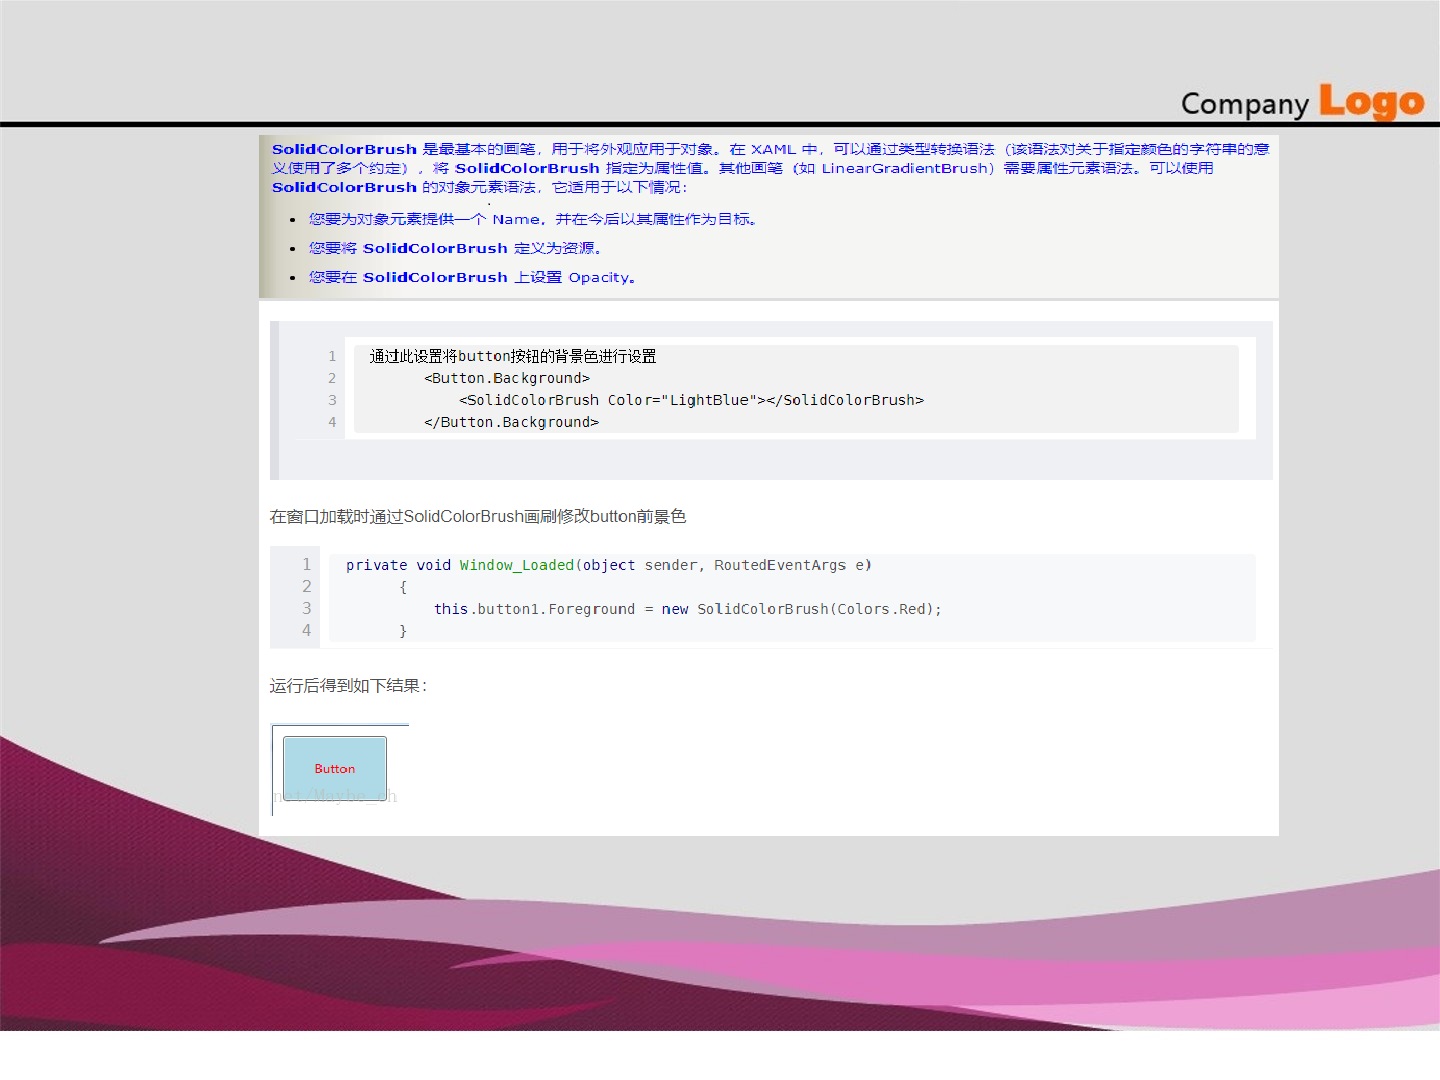 Company Logo
SolidColorBrush 是最基本的画笔，用于将外观应用于对象。在 XAML 中，可以通过类型转换语法（该语法对关于指定颜色的字符串的意
义使用了多个约定），将 SolidColorBrush 指定为属性值。其他画笔（如 LinearGradientBrush）需要属性元素语法。可以使用
SolidColorBrush 的对象元素语法，它适用于以下情况：
• 您要为对象元素提供一个 Name，并在今后以其属性作为目标。
• 您要将 SolidColorBrush 定义为资源。
• 您要在 SolidColorBrush 上设置 Opacity。
1 通过此设置将button按钮的背景色进行设置
2 <Button.Background>
3 <SolidColorBrush Color="LightBlue"></SolidColorBrush>
4 </Button.Background>
在窗口加载时通过SolidColorBrush画刷修改button前景色
1 private void Window_Loaded(object sender, RoutedEventArgs e)
2 {
3 this.button1.Foreground = new SolidColorBrush(Colors.Red);
4 }
运行后得到如下结果：
Button
net/Maybe_ch